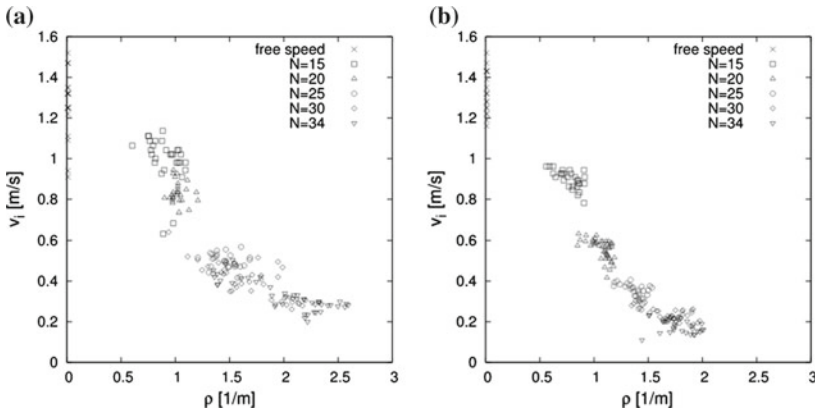 (a)
1.6
1.4
1.2
1
0.8
0.6
0.4
0.2
0
v_i [m/s]
free speed
N=15
N=20
N=25
N=30
N=34
0 0.5 1 1.5 2 2.5 3
ρ [1/m]
(b)
1.6
1.4
1.2
1
0.8
0.6
0.4
0.2
0
v_i [m/s]
free speed
N=15
N=20
N=25
N=30
N=34
0 0.5 1 1.5 2 2.5 3
ρ [1/m]